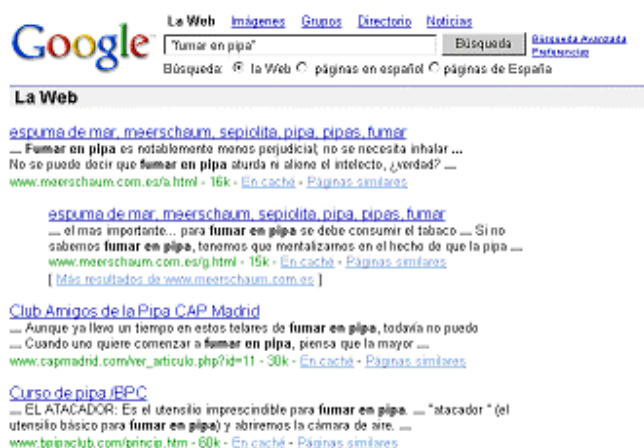 La Web Imágenes Grupos Directorio Noticias
Google "fumar en pipa" Búsqueda Búsqueda Avanzada
Preferencias
Búsqueda: la Web páginas en español páginas de España
La Web
espuma de mar, meerschaum, sepiolita, pipa, pipas, fumar
... Fumar en pipa es notablemente menos perjudicial; no se necesita inhalar ...
No se puede decir que fumar en pipa aturda ni aliene el intelecto, ¿verdad? ...
www.meerschaum.com.es/a.html - 16k - En caché - Páginas similares
espuma de mar, meerschaum, sepiolita, pipa, pipas, fumar
... el mas importante... para fumar en pipa se debe consumir el tabaco ... Si no
sabemos fumar en pipa, tenemos que mentalizarnos en el hecho de que la pipa ...
www.meerschaum.com.es/g.html - 15k - En caché - Páginas similares
[ Más resultados de www.meerschaum.com.es ]
Club Amigos de la Pipa CAP Madrid
... Aunque ya llevo un tiempo en estos telares de fumar en pipa, todavía no puedo
... Cuando uno quiere comenzar a fumar en pipa, piensa que la mayor ...
www.capmadrid.com/ver_articulo.php?id=11 - 30k - En caché - Páginas similares
Curso de pipa /BPC
... EL ATACADOR: Es el utensilio imprescindible para fumar en pipa. ... "atacador " (el
utensilio básico para fumar en pipa) y abriremos la cámara de aire. ...
www.bpipaclub.com/princip.htm - 60k - En caché - Páginas similares